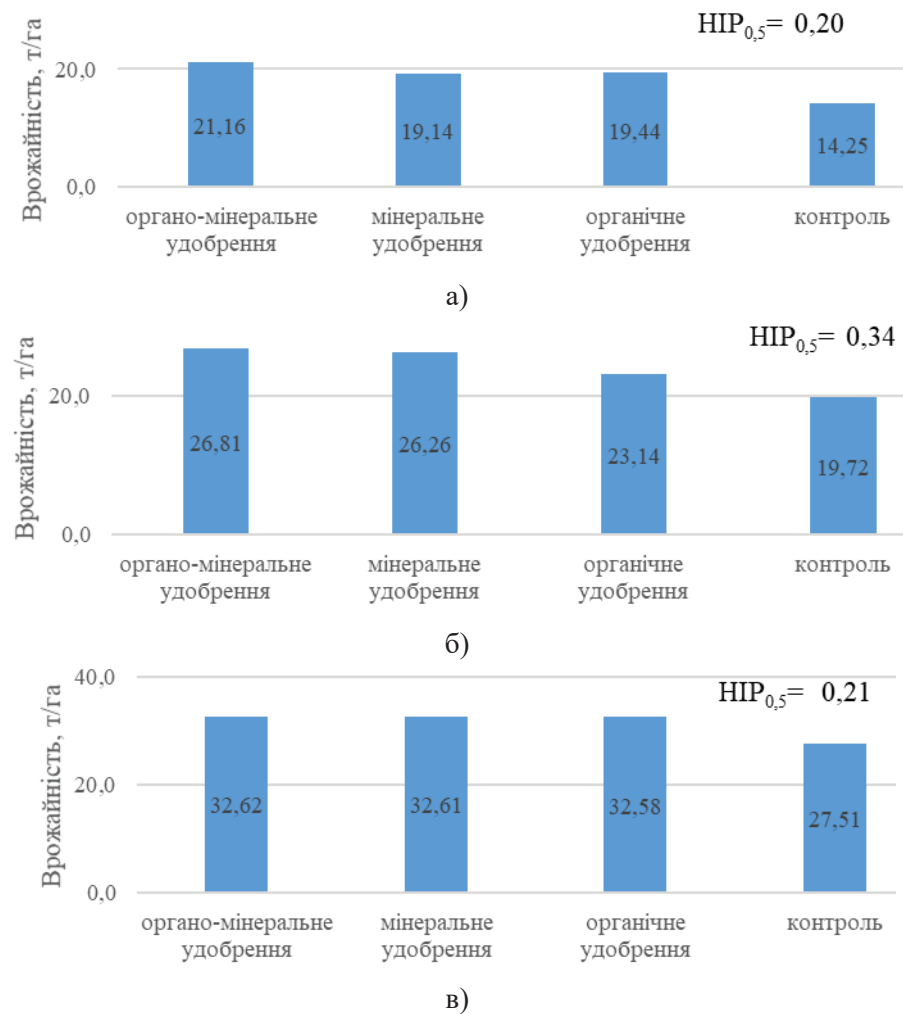 НІР0,5= 0,20
Врожайність, т/га
20,0
0,0
21,16
19,14
19,44
14,25
органо-мінеральне
удобрення
мінеральне
удобрення
органічне
удобрення
контроль
а)
НІР0,5= 0,34
Врожайність, т/га
20,0
0,0
26,81
26,26
23,14
19,72
органо-мінеральне
удобрення
мінеральне
удобрення
органічне
удобрення
контроль
б)
НІР0,5= 0,21
Врожайність, т/га
40,0
20,0
0,0
32,62
32,61
32,58
27,51
органо-мінеральне
удобрення
мінеральне
удобрення
органічне
удобрення
контроль
в)